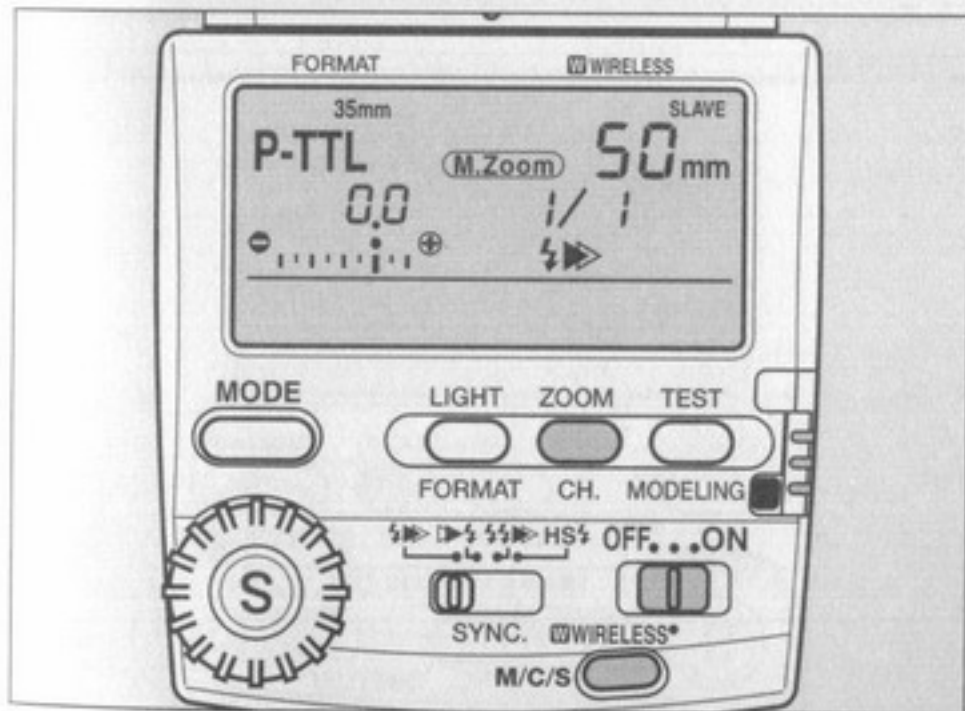 FORMAT W WIRELESS
35mm SLAVE
P-TTL M.Zoom 50mm
0.0 1/ 1
MODE LIGHT ZOOM TEST
FORMAT CH. MODELING
HS OFF...ON
S
SYNC. W WIRELESS
M/C/S